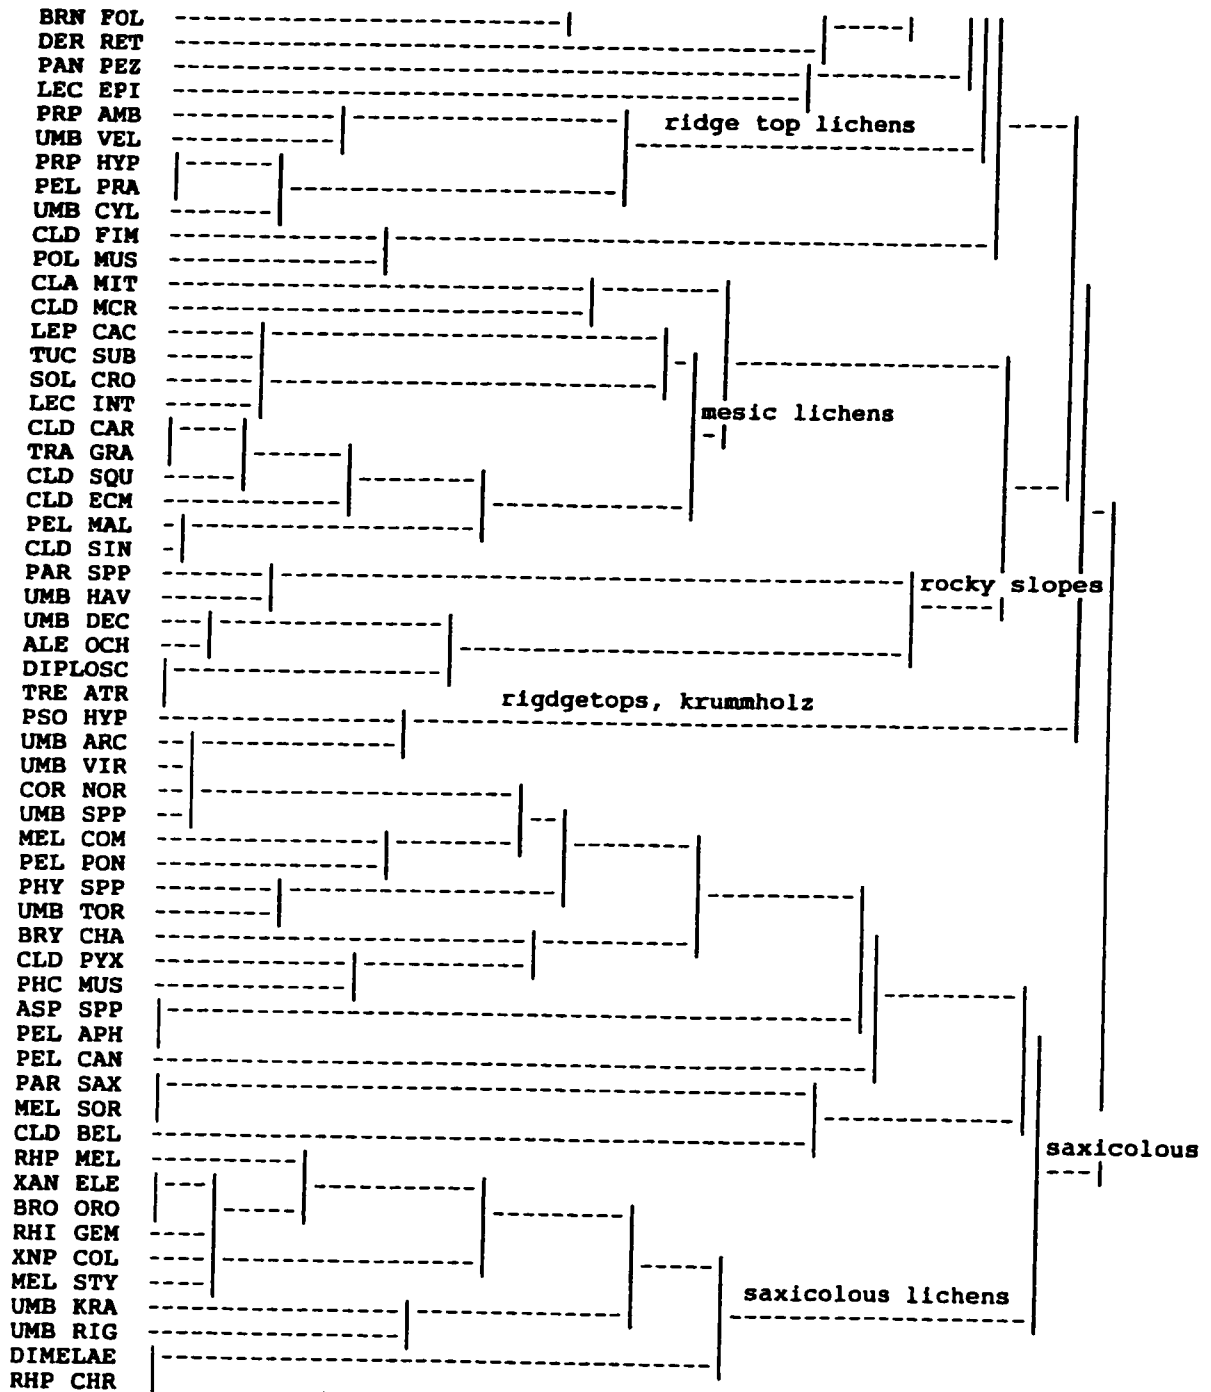 BRN FOL
DER RET
PAN PEZ
LEC EPI
PRP AMB
ridge top lichens
UMB VEL
PRP HYP
PEL PRA
UMB CYL
CLD FIM
POL MUS
CLA MIT
CLD MCR
LEP CAC
TUC SUB
SOL CRO
LEC INT
mesic lichens
CLD CAR
TRA GRA
CLD SQU
CLD ECM
PEL MAL
CLD SIN
PAR SPP
rocky slopes
UMB HAV
UMB DEC
ALE OCH
DIPLOSC
TRE ATR
rigdgetops, krummholz
PSO HYP
UMB ARC
UMB VIR
COR NOR
UMB SPP
MEL COM
PEL PON
PHY SPP
UMB TOR
BRY CHA
CLD PYX
PHC MUS
ASP SPP
PEL APH
PEL CAN
PAR SAX
MEL SOR
CLD BEL
saxicolous
RHP MEL
XAN ELE
BRO ORO
RHI GEM
XNP COL
MEL STY
saxicolous lichens
UMB KRA
UMB RIG
DIMELAE
RHP CHR